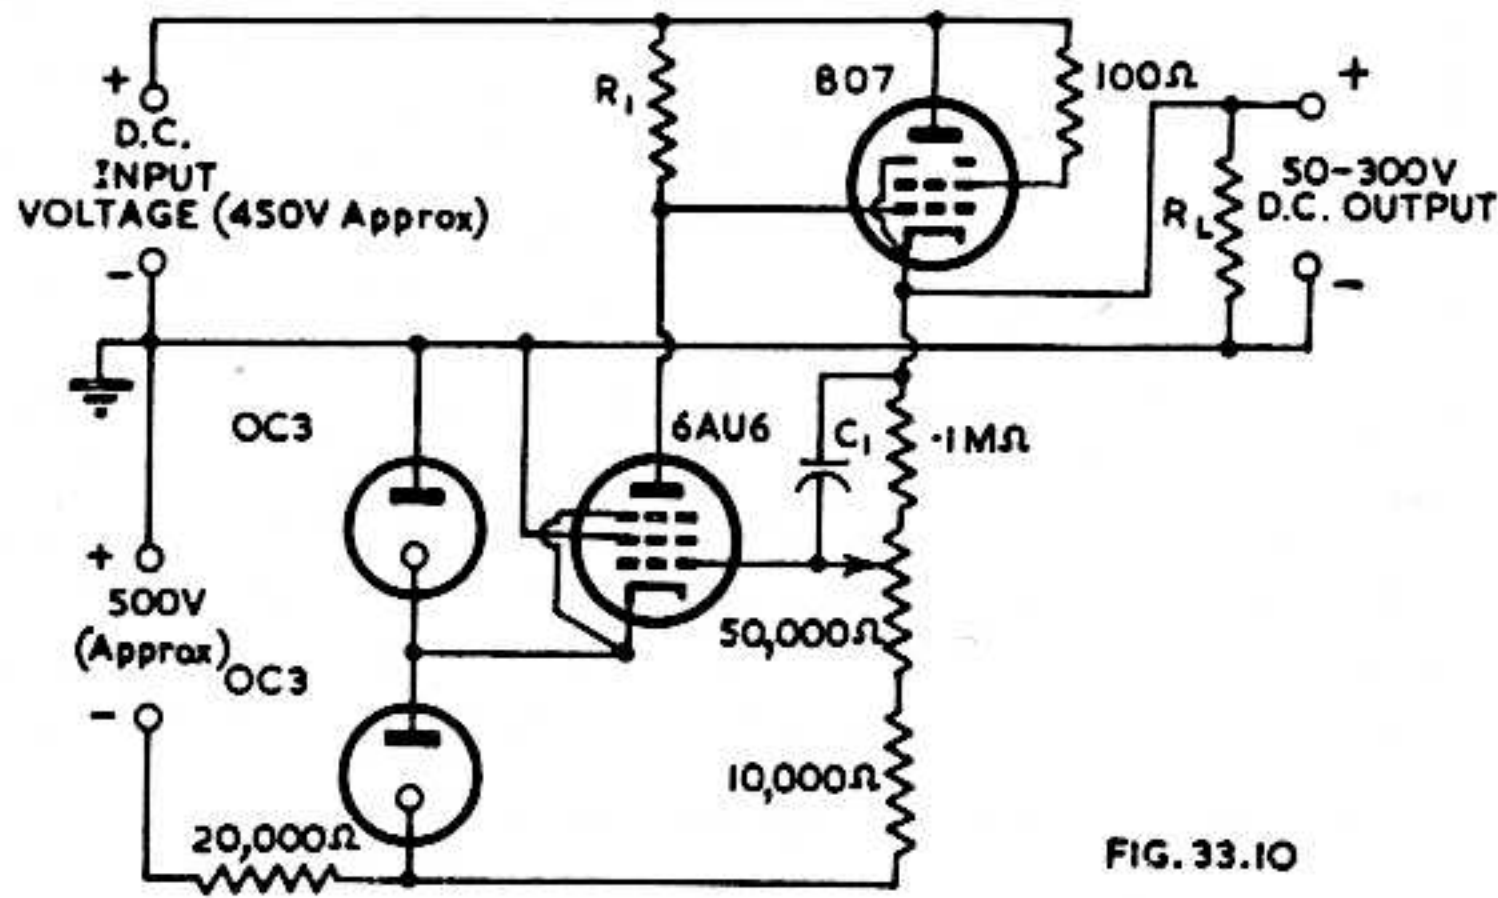 R1
807
100Ω
+
+
D.C.
INPUT
VOLTAGE (450V Approx)
-
50-300V
D.C. OUTPUT
RL
-
OC3
6AU6
C1
.1MΩ
+
500V
(Approx)
-
OC3
50,000Ω
10,000Ω
20,000Ω
FIG. 33.10